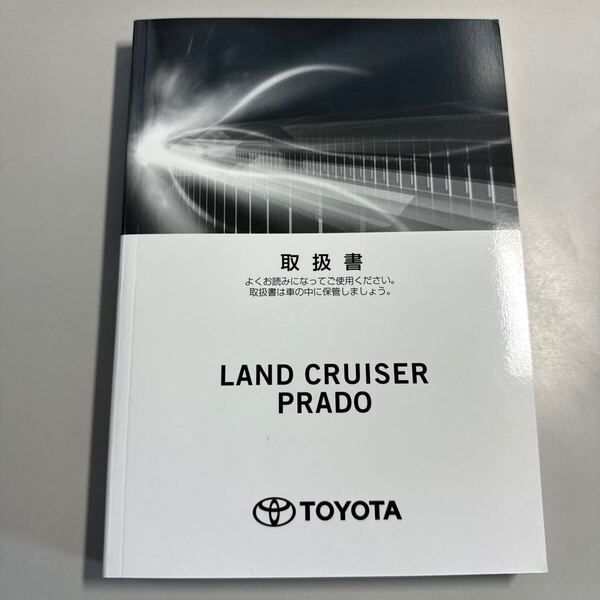 取扱書
よくお読みになってご使用ください。
取扱書は車の中に保管しましょう。
LAND CRUISER
PRADO
TOYOTA